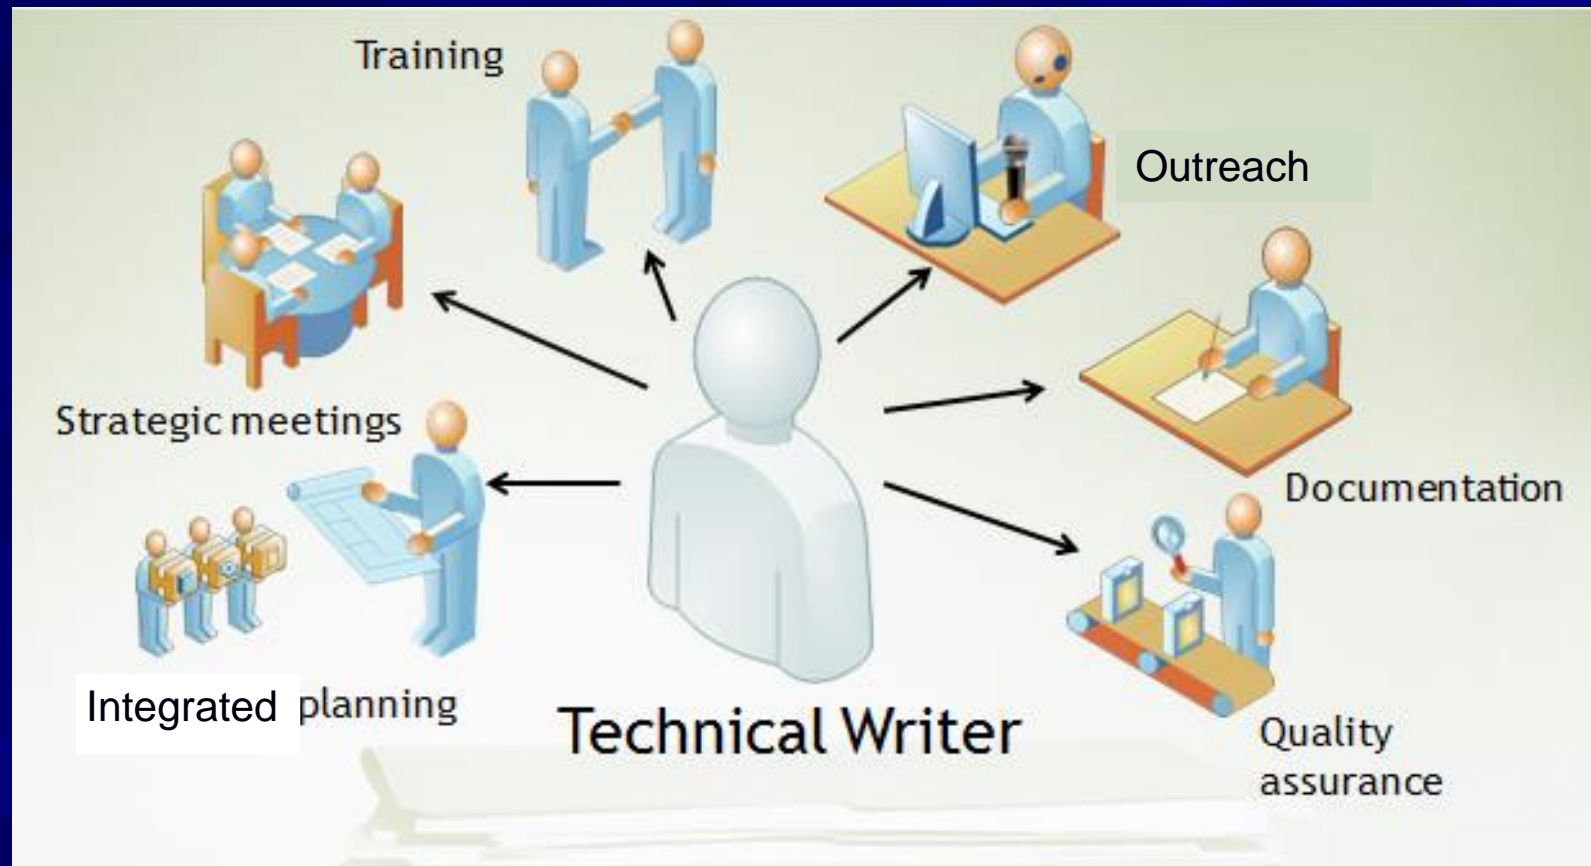 Training
Outreach
Strategic meetings
Documentation
Integrated planning
Technical Writer
Quality
assurance